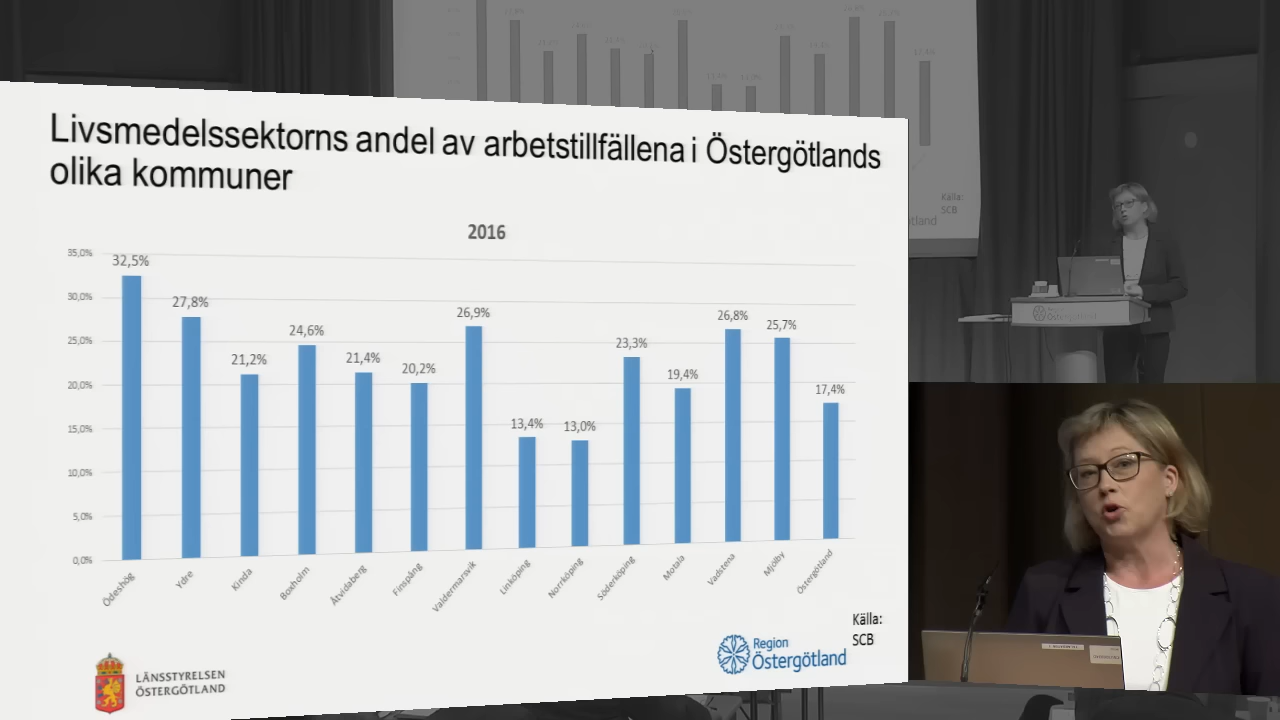 Livsmedelssektorns andel av arbetstillfällena i Östergötlands
olika kommuner
2016
35,0%
30,0%
25,0%
20,0%
15,0%
10,0%
5,0%
0,0%
32,5%
27,8%
21,2%
24,6%
21,4%
20,2%
26,9%
13,4%
13,0%
23,3%
19,4%
26,8%
25,7%
17,4%
Ödeshög
Ydre
Kinda
Boxholm
Åtvidaberg
Finspång
Valdermarsvik
Linköping
Norrköping
Söderköping
Motala
Vadstena
Mjölby
Östergötland
Källa:
SCB
LÄNSSTYRELSEN
ÖSTERGÖTLAND
Region
Östergötland
Källa:
SCB